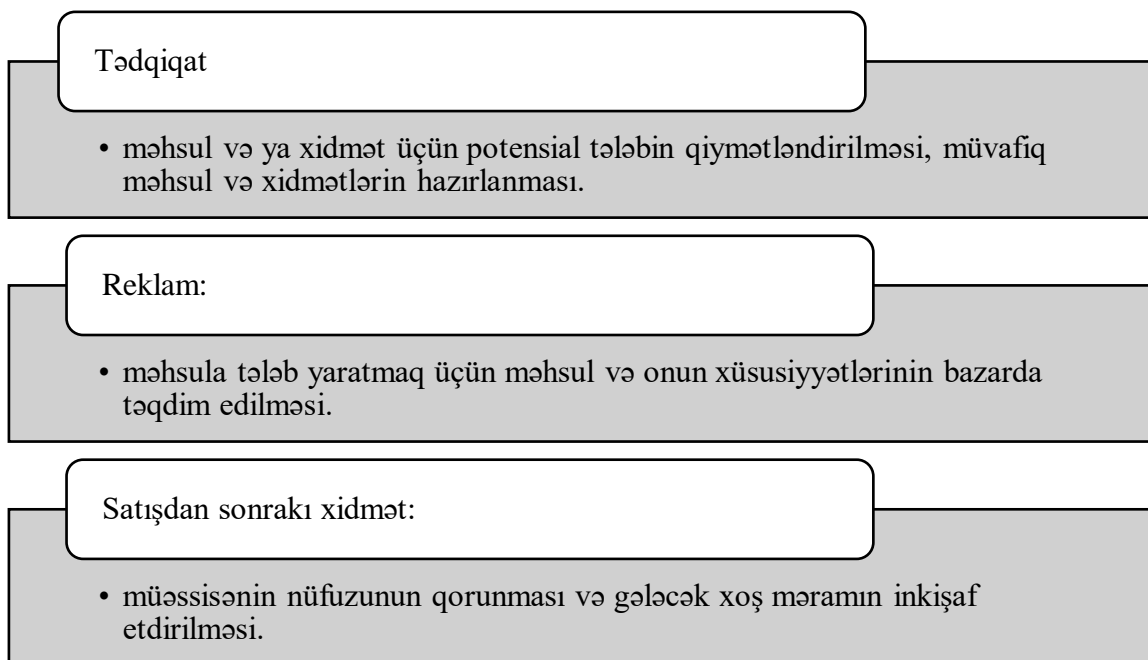 Tədqiqat
• məhsul və ya xidmət üçün potensial tələbin qiymətləndirilməsi, müvafiq
məhsul və xidmətlərin hazırlanması.
Reklam:
• məhsula tələb yaratmaq üçün məhsul və onun xüsusiyyətlərinin bazarda
təqdim edilməsi.
Satışdan sonrakı xidmət:
• müəssisənin nüfuzunun qorunması və gələcək xoş məramın inkişaf
etdirilməsi.